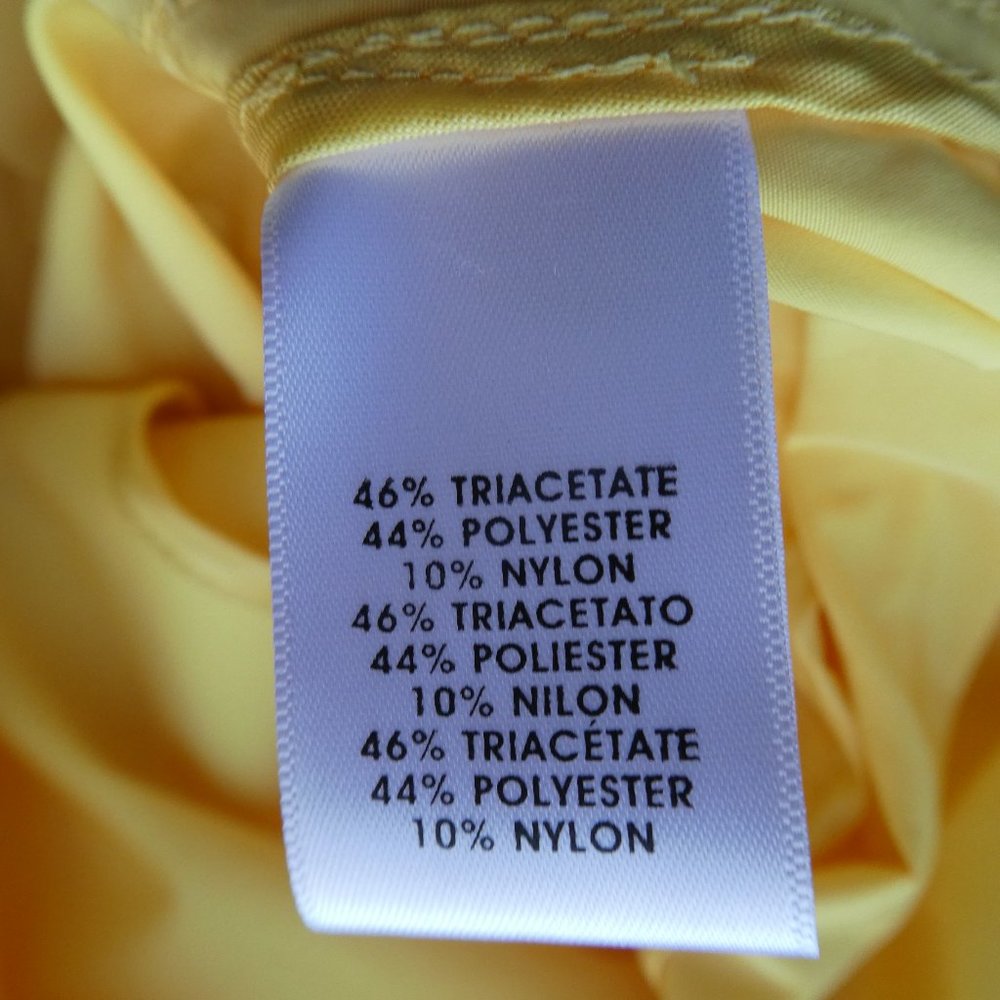 46% TRIACETATE
44% POLYESTER
10% NYLON
46% TRIACETATO
44% POLIESTER
10% NILON
46% TRIACÉTATE
44% POLYESTER
10% NYLON